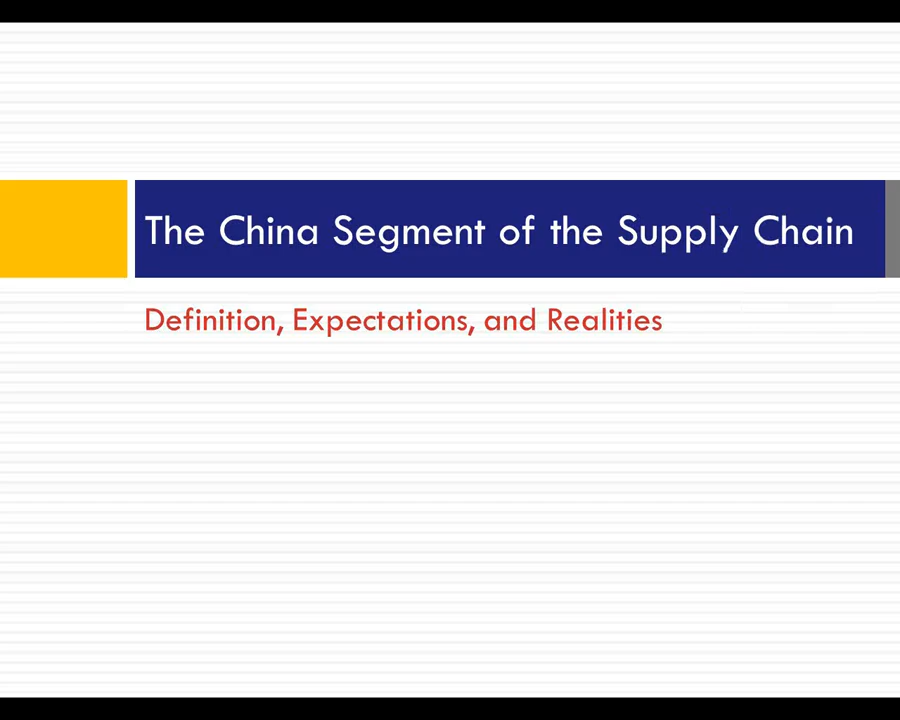 The China Segment of the Supply Chain
Definition, Expectations, and Realities